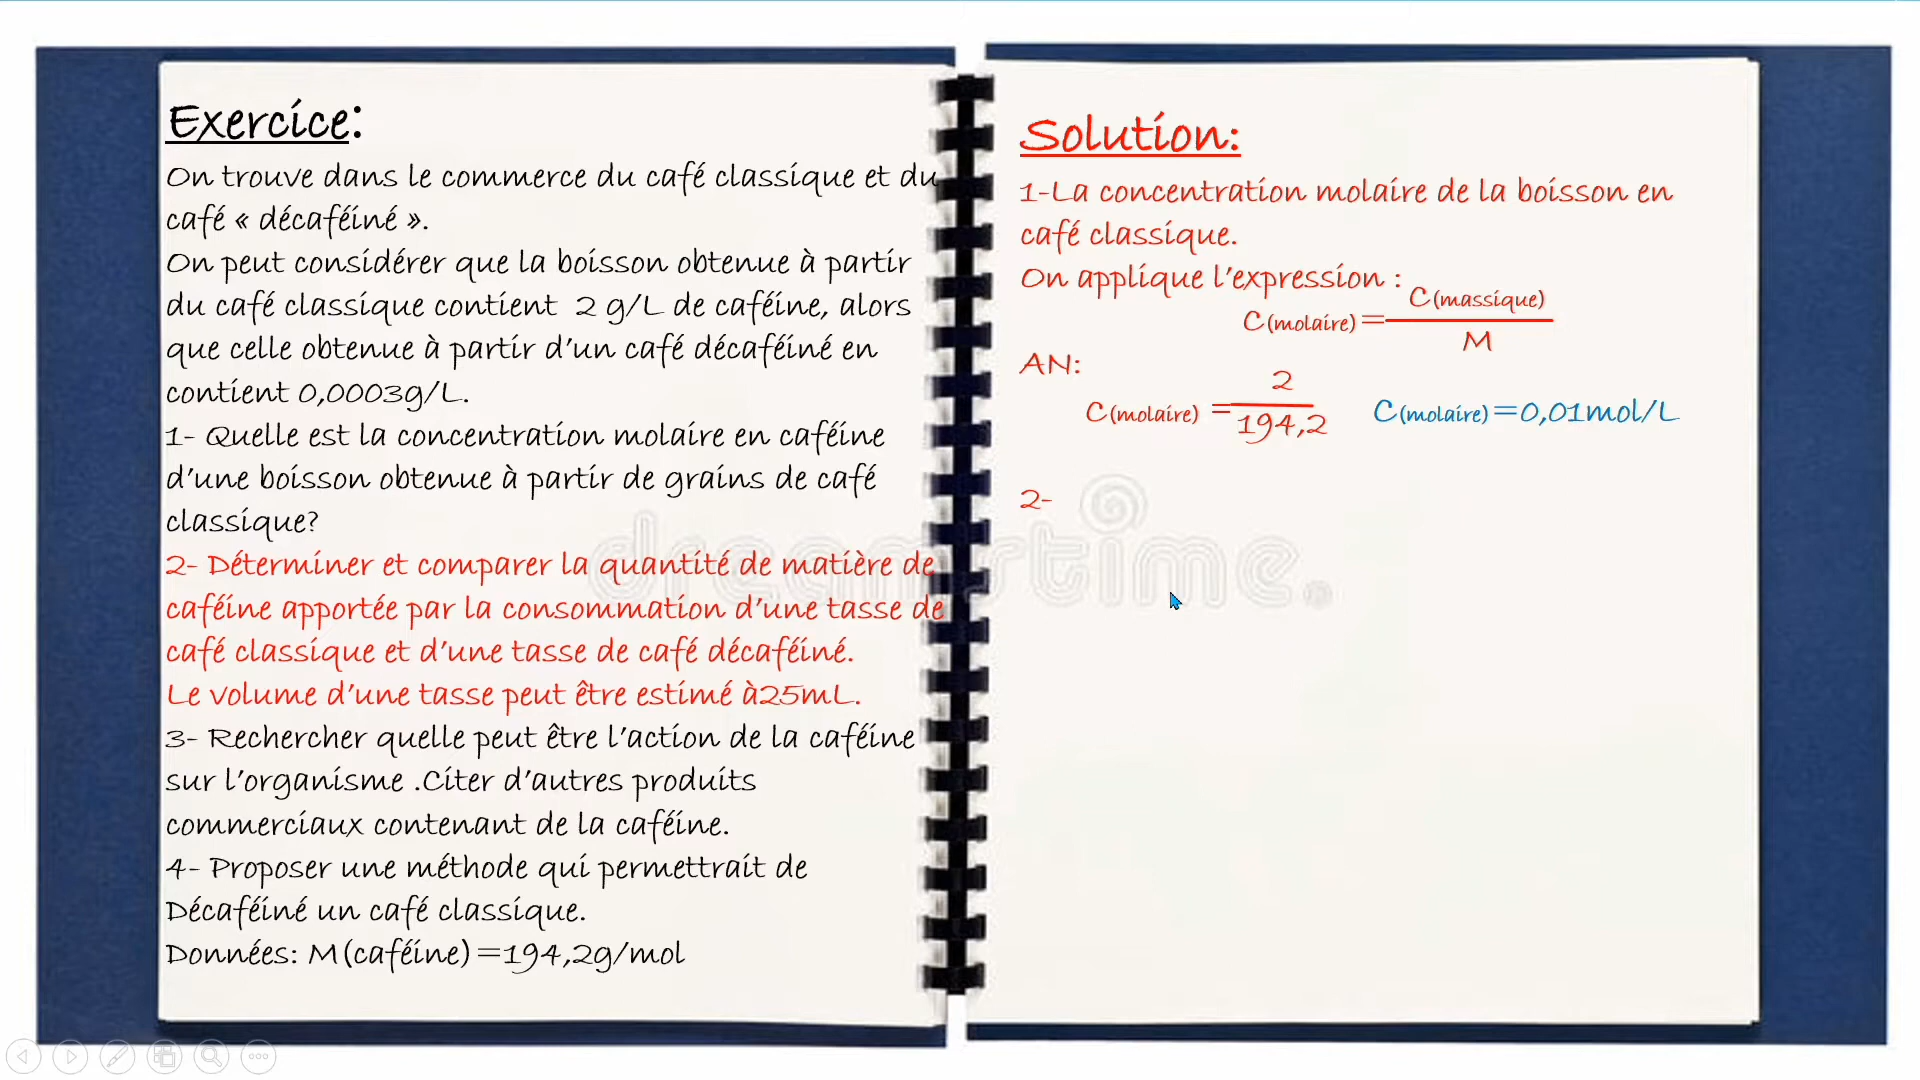 Exercice:
On trouve dans le commerce du café classique et du
café « décaféiné ».
On peut considérer que la boisson obtenue à partir
du café classique contient 2 g/L de caféine, alors
que celle obtenue à partir d'un café décaféiné en
contient 0,0003g/L.
1- Quelle est la concentration molaire en caféine
d'une boisson obtenue à partir de grains de café
classique?
2- Déterminer et comparer la quantité de matière de
caféine apportée par la consommation d'une tasse de
café classique et d'une tasse de café décaféiné.
Le volume d'une tasse peut être estimé à25mL.
3- Rechercher quelle peut être l'action de la caféine
sur l'organisme .Citer d'autres produits
commerciaux contenant de la caféine.
4- Proposer une méthode qui permettrait de
Décaféiné un café classique.
Données: M(caféine)=194,2g/mol
Solution:
1-La concentration molaire de la boisson en
café classique.
On applique l'expression :
C(massique)
C(molaire)=
M
AN:
2
C(molaire) =
194,2
C(molaire)=0,01mol/L
2-
dreamstime.